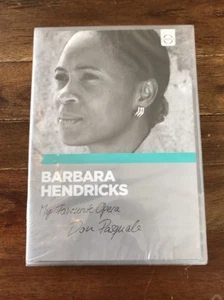 BARBARA
HENDRICKS
My Favourite Opera
Don Pasquale